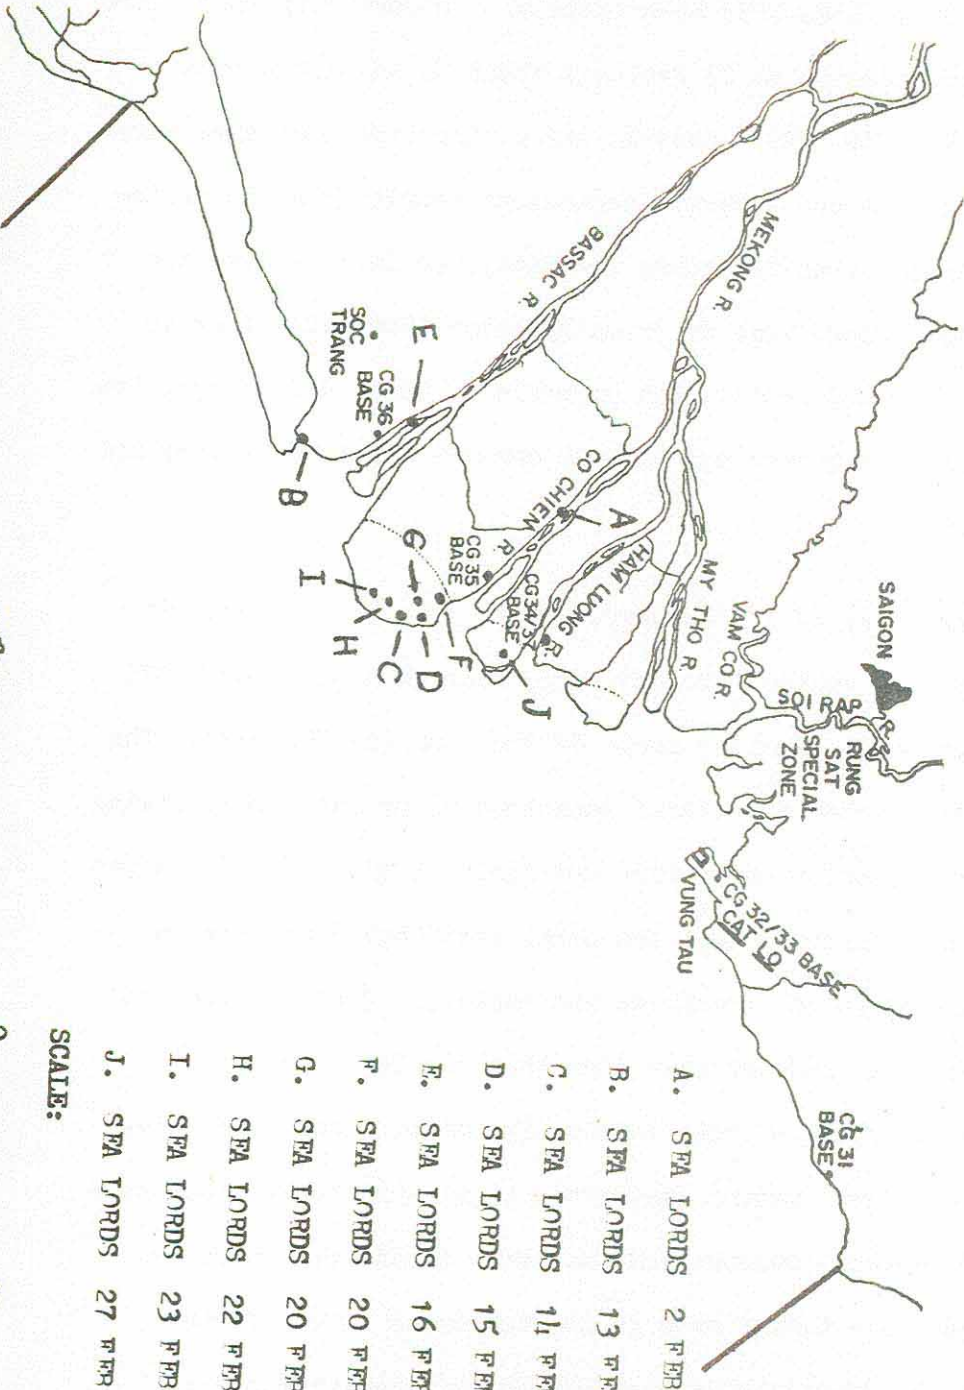 SAIGON
SOI RAP R.
RUNG
SAT
SPECIAL
ZONE
VAM CO R.
MY THO R.
MEKONG R.
BASSAC R.
HAM LUONG R.
CO CHIEN R.
CG 32/33 BASE
CAT LO
VUNG TAU
CG 31
BASE
CG 34/37
BASE
CG 35
BASE
CG 36
BASE
SOC
TRANG
A
B
C
D
E
F
G
H
I
J
A. SEA LORDS 2 FEB
B. SEA LORDS 13 FEB
C. SEA LORDS 14 FEB
D. SEA LORDS 15 FEB
E. SEA LORDS 16 FEB
F. SEA LORDS 20 FEB
G. SEA LORDS 20 FEB
H. SEA LORDS 22 FEB
I. SEA LORDS 23 FEB
J. SEA LORDS 27 FEB
SCALE: